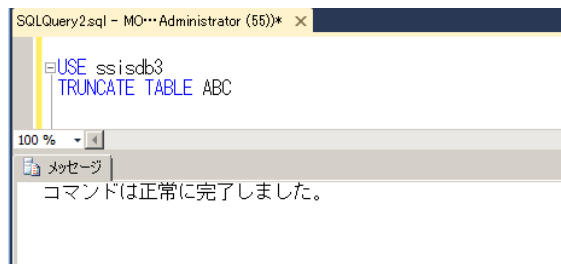 SQLQuery2.sql - MO...Administrator (55))* ×
USE ssisdb3
TRUNCATE TABLE ABC
100 %
メッセージ
コマンドは正常に完了しました。